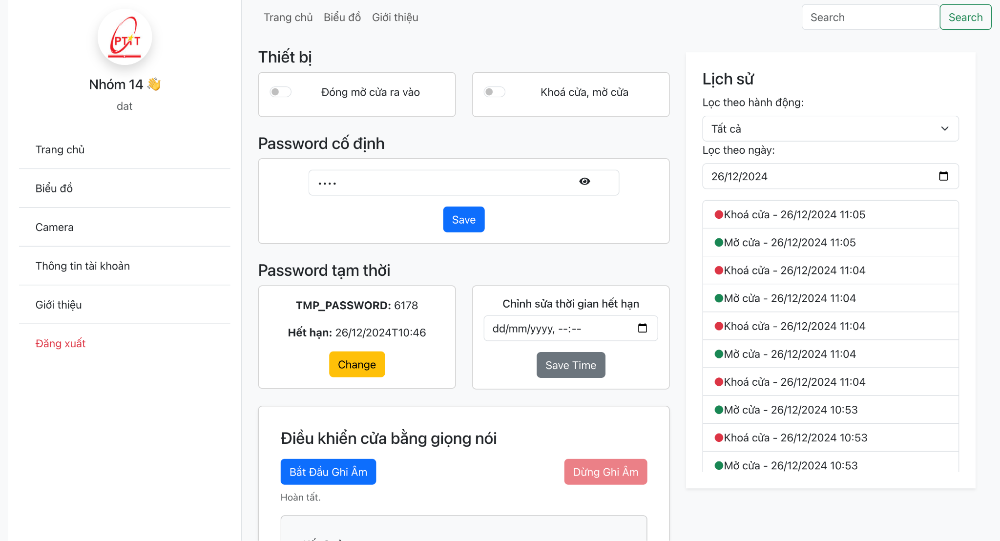 PTIT
Nhóm 14 👋
dat
Trang chủ
Biểu đồ
Camera
Thông tin tài khoản
Giới thiệu
Đăng xuất
Trang chủ Biểu đồ Giới thiệu
Search Search
Thiết bị
Đóng mở cửa ra vào
Khoá cửa, mở cửa
Password cố định
••••
Save
Password tạm thời
TMP_PASSWORD: 6178
Hết hạn: 26/12/2024T10:46
Change
Chỉnh sửa thời gian hết hạn
dd/mm/yyyy, --:--
Save Time
Điều khiển cửa bằng giọng nói
Bắt Đầu Ghi Âm
Dừng Ghi Âm
Hoàn tất.
Lịch sử
Lọc theo hành động:
Tất cả
Lọc theo ngày:
26/12/2024
Khoá cửa - 26/12/2024 11:05
Mở cửa - 26/12/2024 11:05
Khoá cửa - 26/12/2024 11:04
Mở cửa - 26/12/2024 11:04
Khoá cửa - 26/12/2024 11:04
Mở cửa - 26/12/2024 11:04
Khoá cửa - 26/12/2024 11:04
Mở cửa - 26/12/2024 10:53
Khoá cửa - 26/12/2024 10:53
Mở cửa - 26/12/2024 10:53